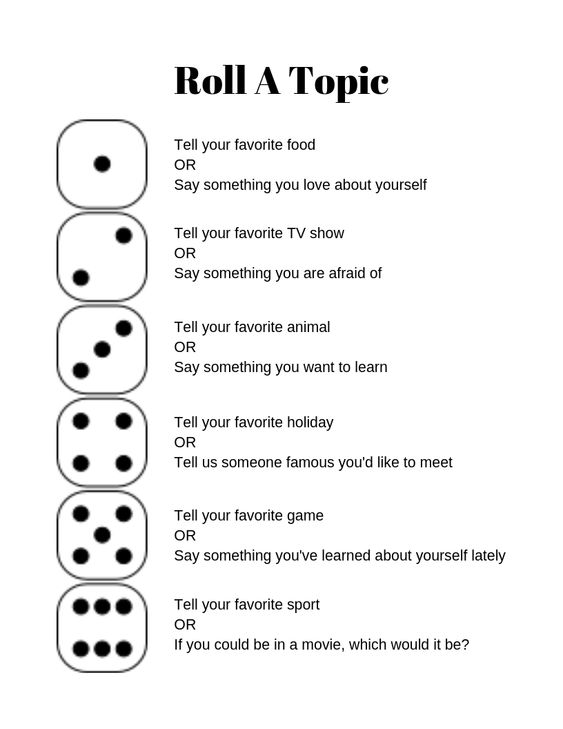 Roll A Topic
Tell your favorite food
OR
Say something you love about yourself
Tell your favorite TV show
OR
Say something you are afraid of
Tell your favorite animal
OR
Say something you want to learn
Tell your favorite holiday
OR
Tell us someone famous you'd like to meet
Tell your favorite game
OR
Say something you've learned about yourself lately
Tell your favorite sport
OR
If you could be in a movie, which would it be?